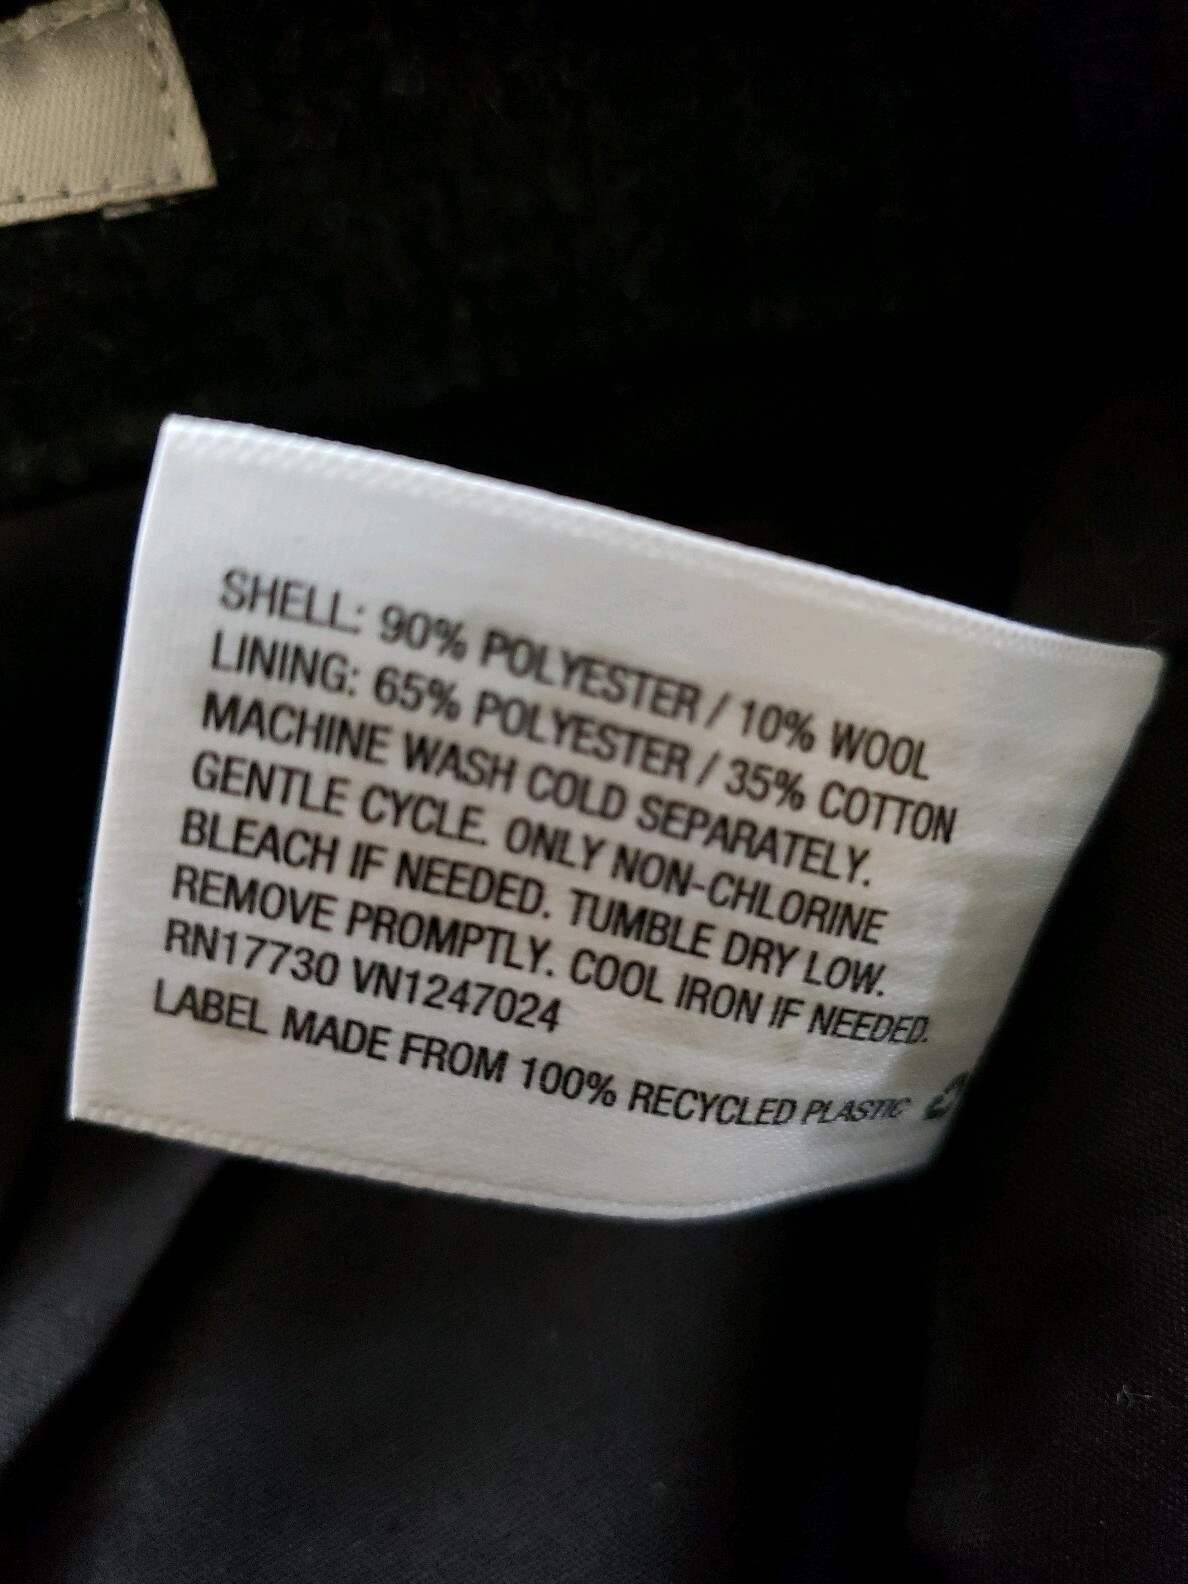 SHELL: 90% POLYESTER / 10% WOOL
LINING: 65% POLYESTER / 35% COTTON
MACHINE WASH COLD SEPARATELY.
GENTLE CYCLE. ONLY NON-CHLORINE
BLEACH IF NEEDED. TUMBLE DRY LOW.
REMOVE PROMPTLY. COOL IRON IF NEEDED.
RN17730 VN1247024
LABEL MADE FROM 100% RECYCLED PLASTIC